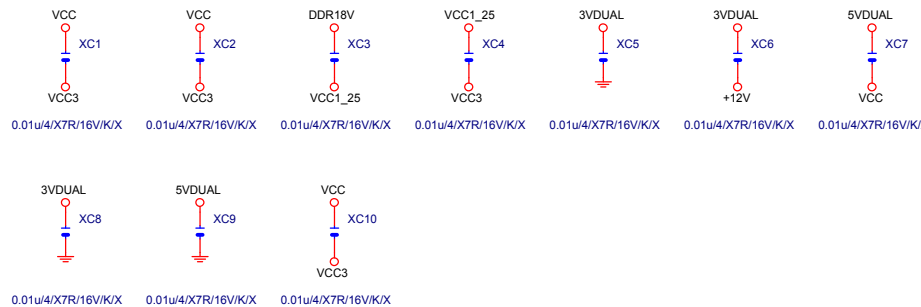 VCC VCC DDR18V VCC1_25 3VDUAL 3VDUAL 5VDUAL
XC1 XC2 XC3 XC4 XC5 XC6 XC7
VCC3 VCC3 VCC1_25 VCC3 +12V VCC
0.01u/4/X7R/16V/K/X 0.01u/4/X7R/16V/K/X 0.01u/4/X7R/16V/K/X 0.01u/4/X7R/16V/K/X 0.01u/4/X7R/16V/K/X 0.01u/4/X7R/16V/K/X 0.01u/4/X7R/16V/K/
3VDUAL 5VDUAL VCC
XC8 XC9 XC10
VCC3
0.01u/4/X7R/16V/K/X 0.01u/4/X7R/16V/K/X 0.01u/4/X7R/16V/K/X